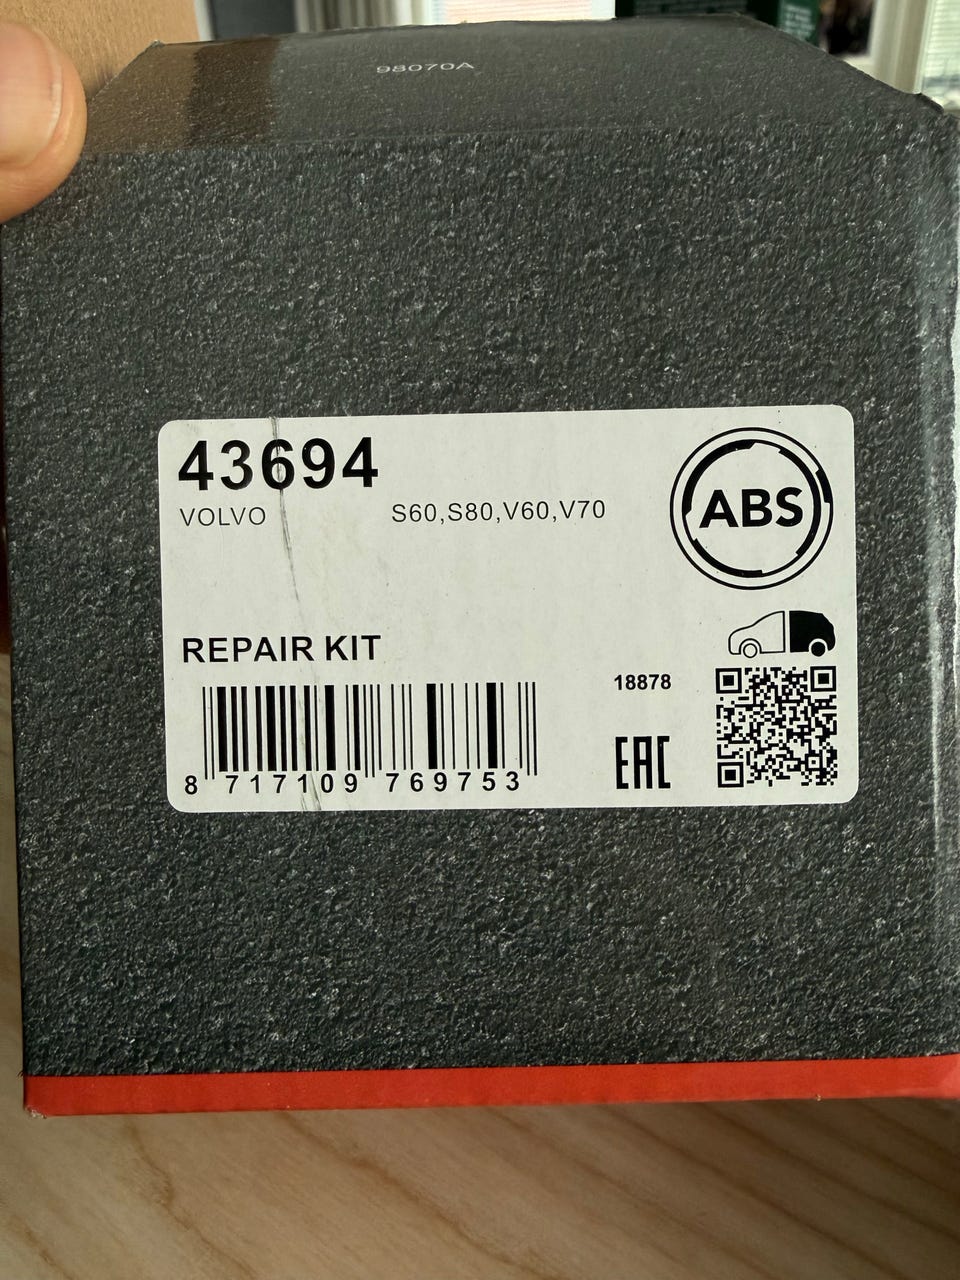 98070A
43694
VOLVO S60,S80,V60,V70
ABS
REPAIR KIT
18878
EAC
8 717109 769753